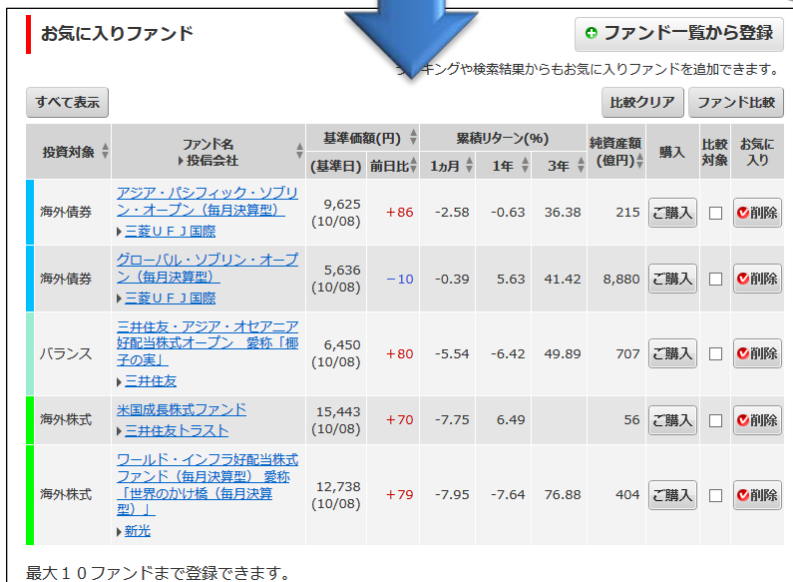 お気に入りファンド
ファンド一覧から登録
キングや検索結果からもお気に入りファンドを追加できます。
すべて表示
比較クリア ファンド比較
投資対象 ファンド名 ▶投信会社 基準価額(円) 累積リターン(%) 純資産額(億円) 購入 比較対象 お気に入り
(基準日) 前日比 1ヵ月 1年 3年
海外債券
アジア・パシフィック・ソブリ
ン・オープン（毎月決算型）
▶三菱ＵＦＪ国際
9,625
(10/08)
+86 -2.58 -0.63 36.38 215 ご購入 削除
海外債券
グローバル・ソブリン・オープ
ン（毎月決算型）
▶三菱ＵＦＪ国際
5,636
(10/08)
−10 -0.39 5.63 41.42 8,880 ご購入 削除
バランス
三井住友・アジア・オセアニア
好配当株式オープン　愛称「椰
子の実」
▶三井住友
6,450
(10/08)
+80 -5.54 -6.42 49.89 707 ご購入 削除
海外株式
米国成長株式ファンド
▶三井住友トラスト
15,443
(10/08)
+70 -7.75 6.49 56 ご購入 削除
海外株式
ワールド・インフラ好配当株式
ファンド（毎月決算型） 愛称
「世界のかけ橋（毎月決算
型）」
▶新光
12,738
(10/08)
+79 -7.95 -7.64 76.88 404 ご購入 削除
最大１０ファンドまで登録できます。